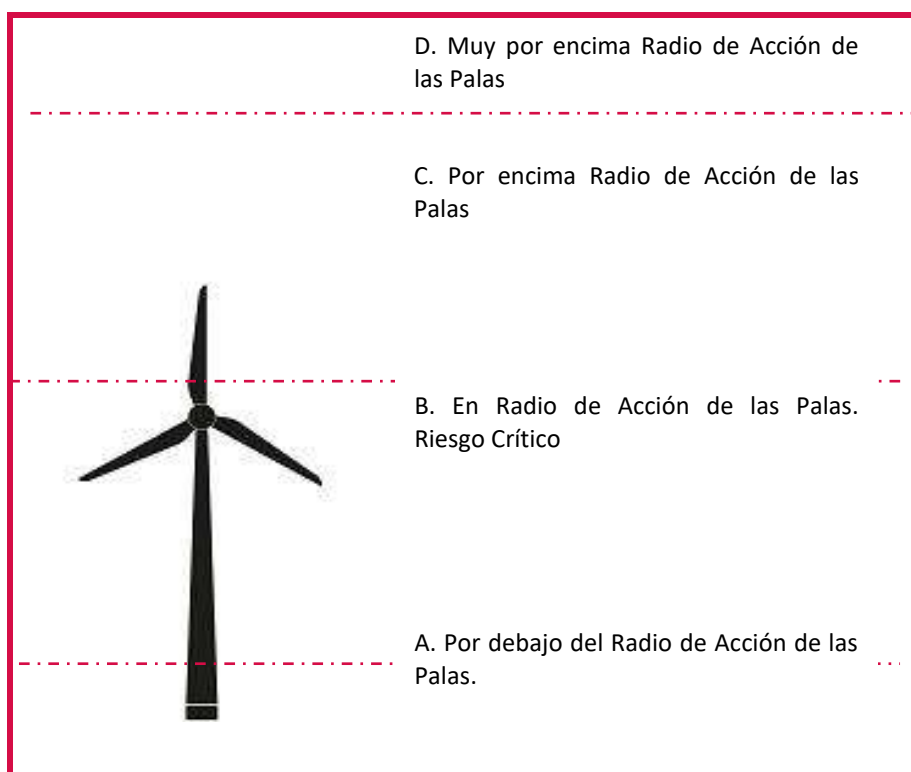 D. Muy por encima Radio de Acción de
las Palas
C. Por encima Radio de Acción de las
Palas
B. En Radio de Acción de las Palas.
Riesgo Crítico
A. Por debajo del Radio de Acción de las
Palas.